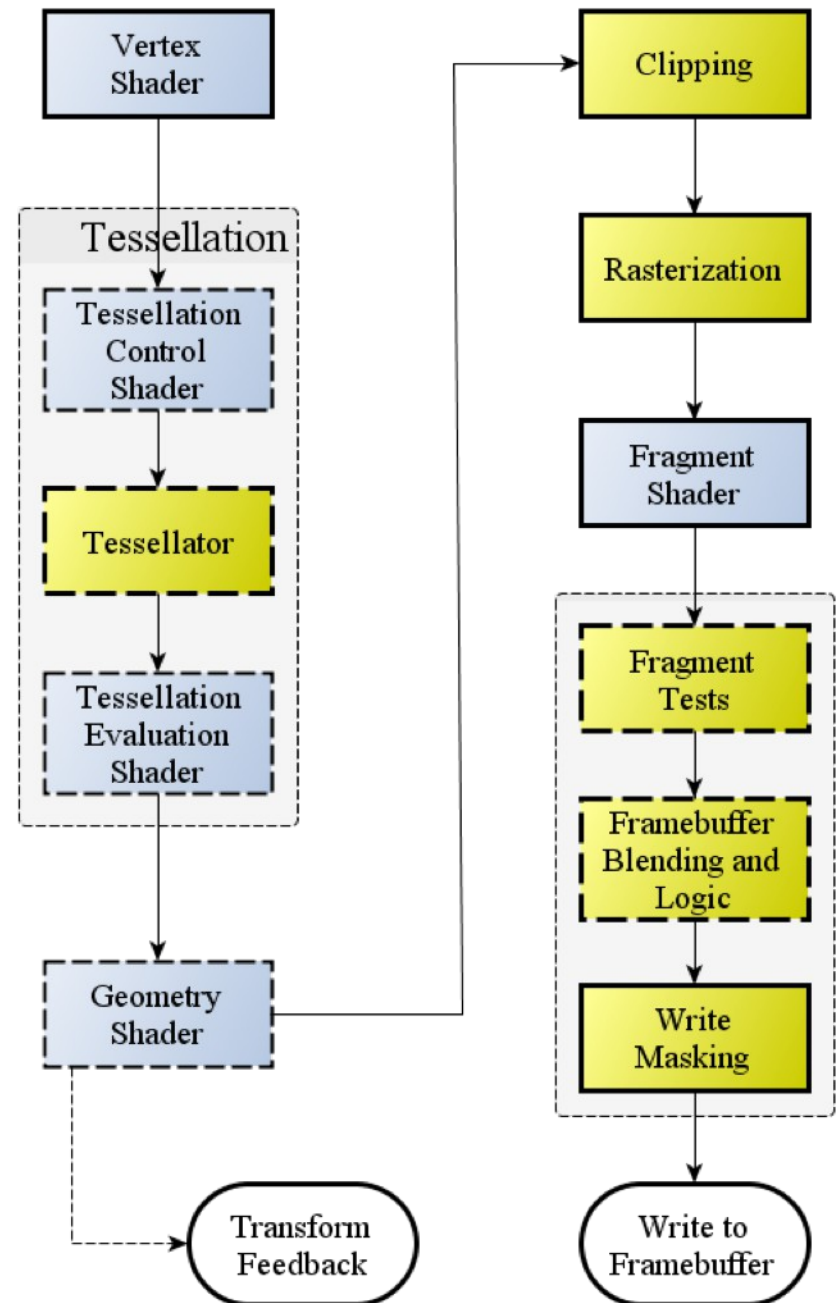 Vertex
Shader
Tessellation
Tessellation
Control
Shader
Tessellator
Tessellation
Evaluation
Shader
Geometry
Shader
Transform
Feedback
Clipping
Rasterization
Fragment
Shader
Fragment
Tests
Framebuffer
Blending and
Logic
Write
Masking
Write to
Framebuffer